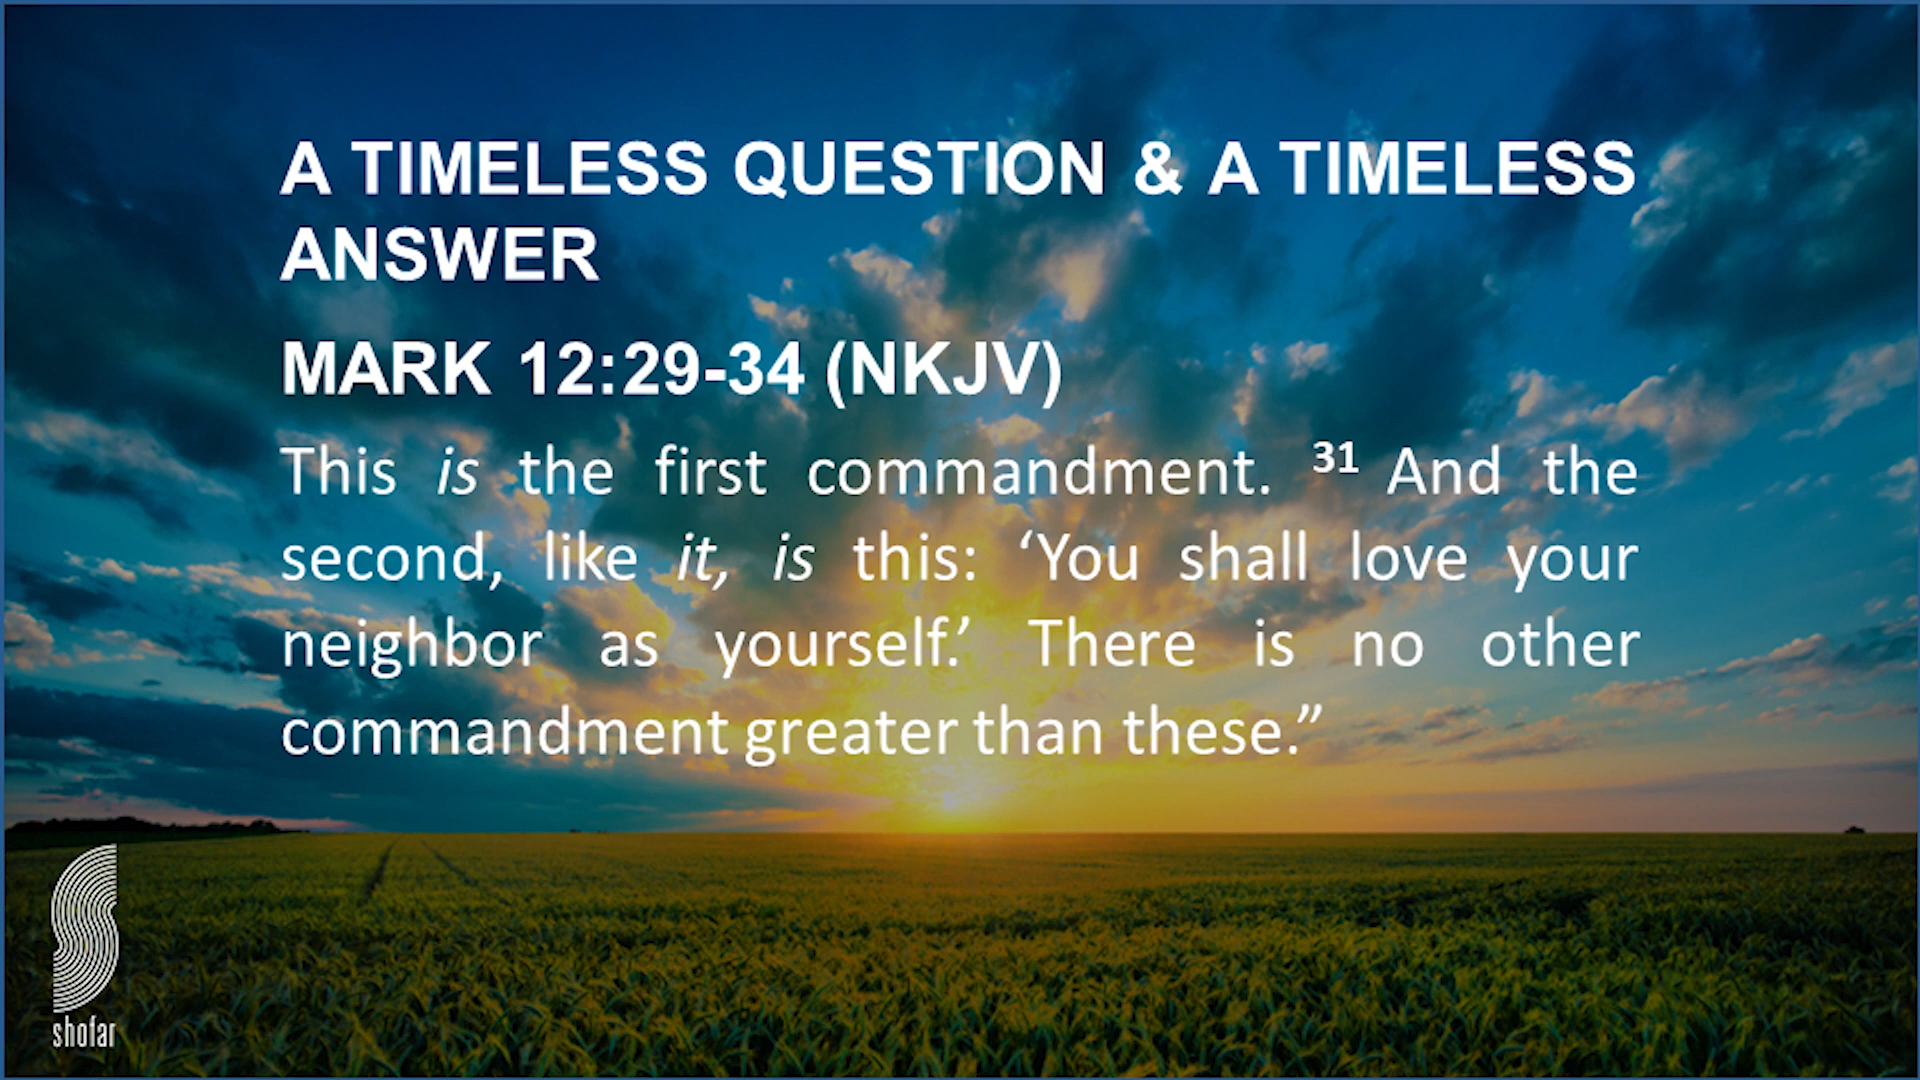 A TIMELESS QUESTION & A TIMELESS
ANSWER
MARK 12:29-34 (NKJV)
This is the first commandment. 31 And the
second, like it, is this: ‘You shall love your
neighbor as yourself.’ There is no other
commandment greater than these.”
shofar